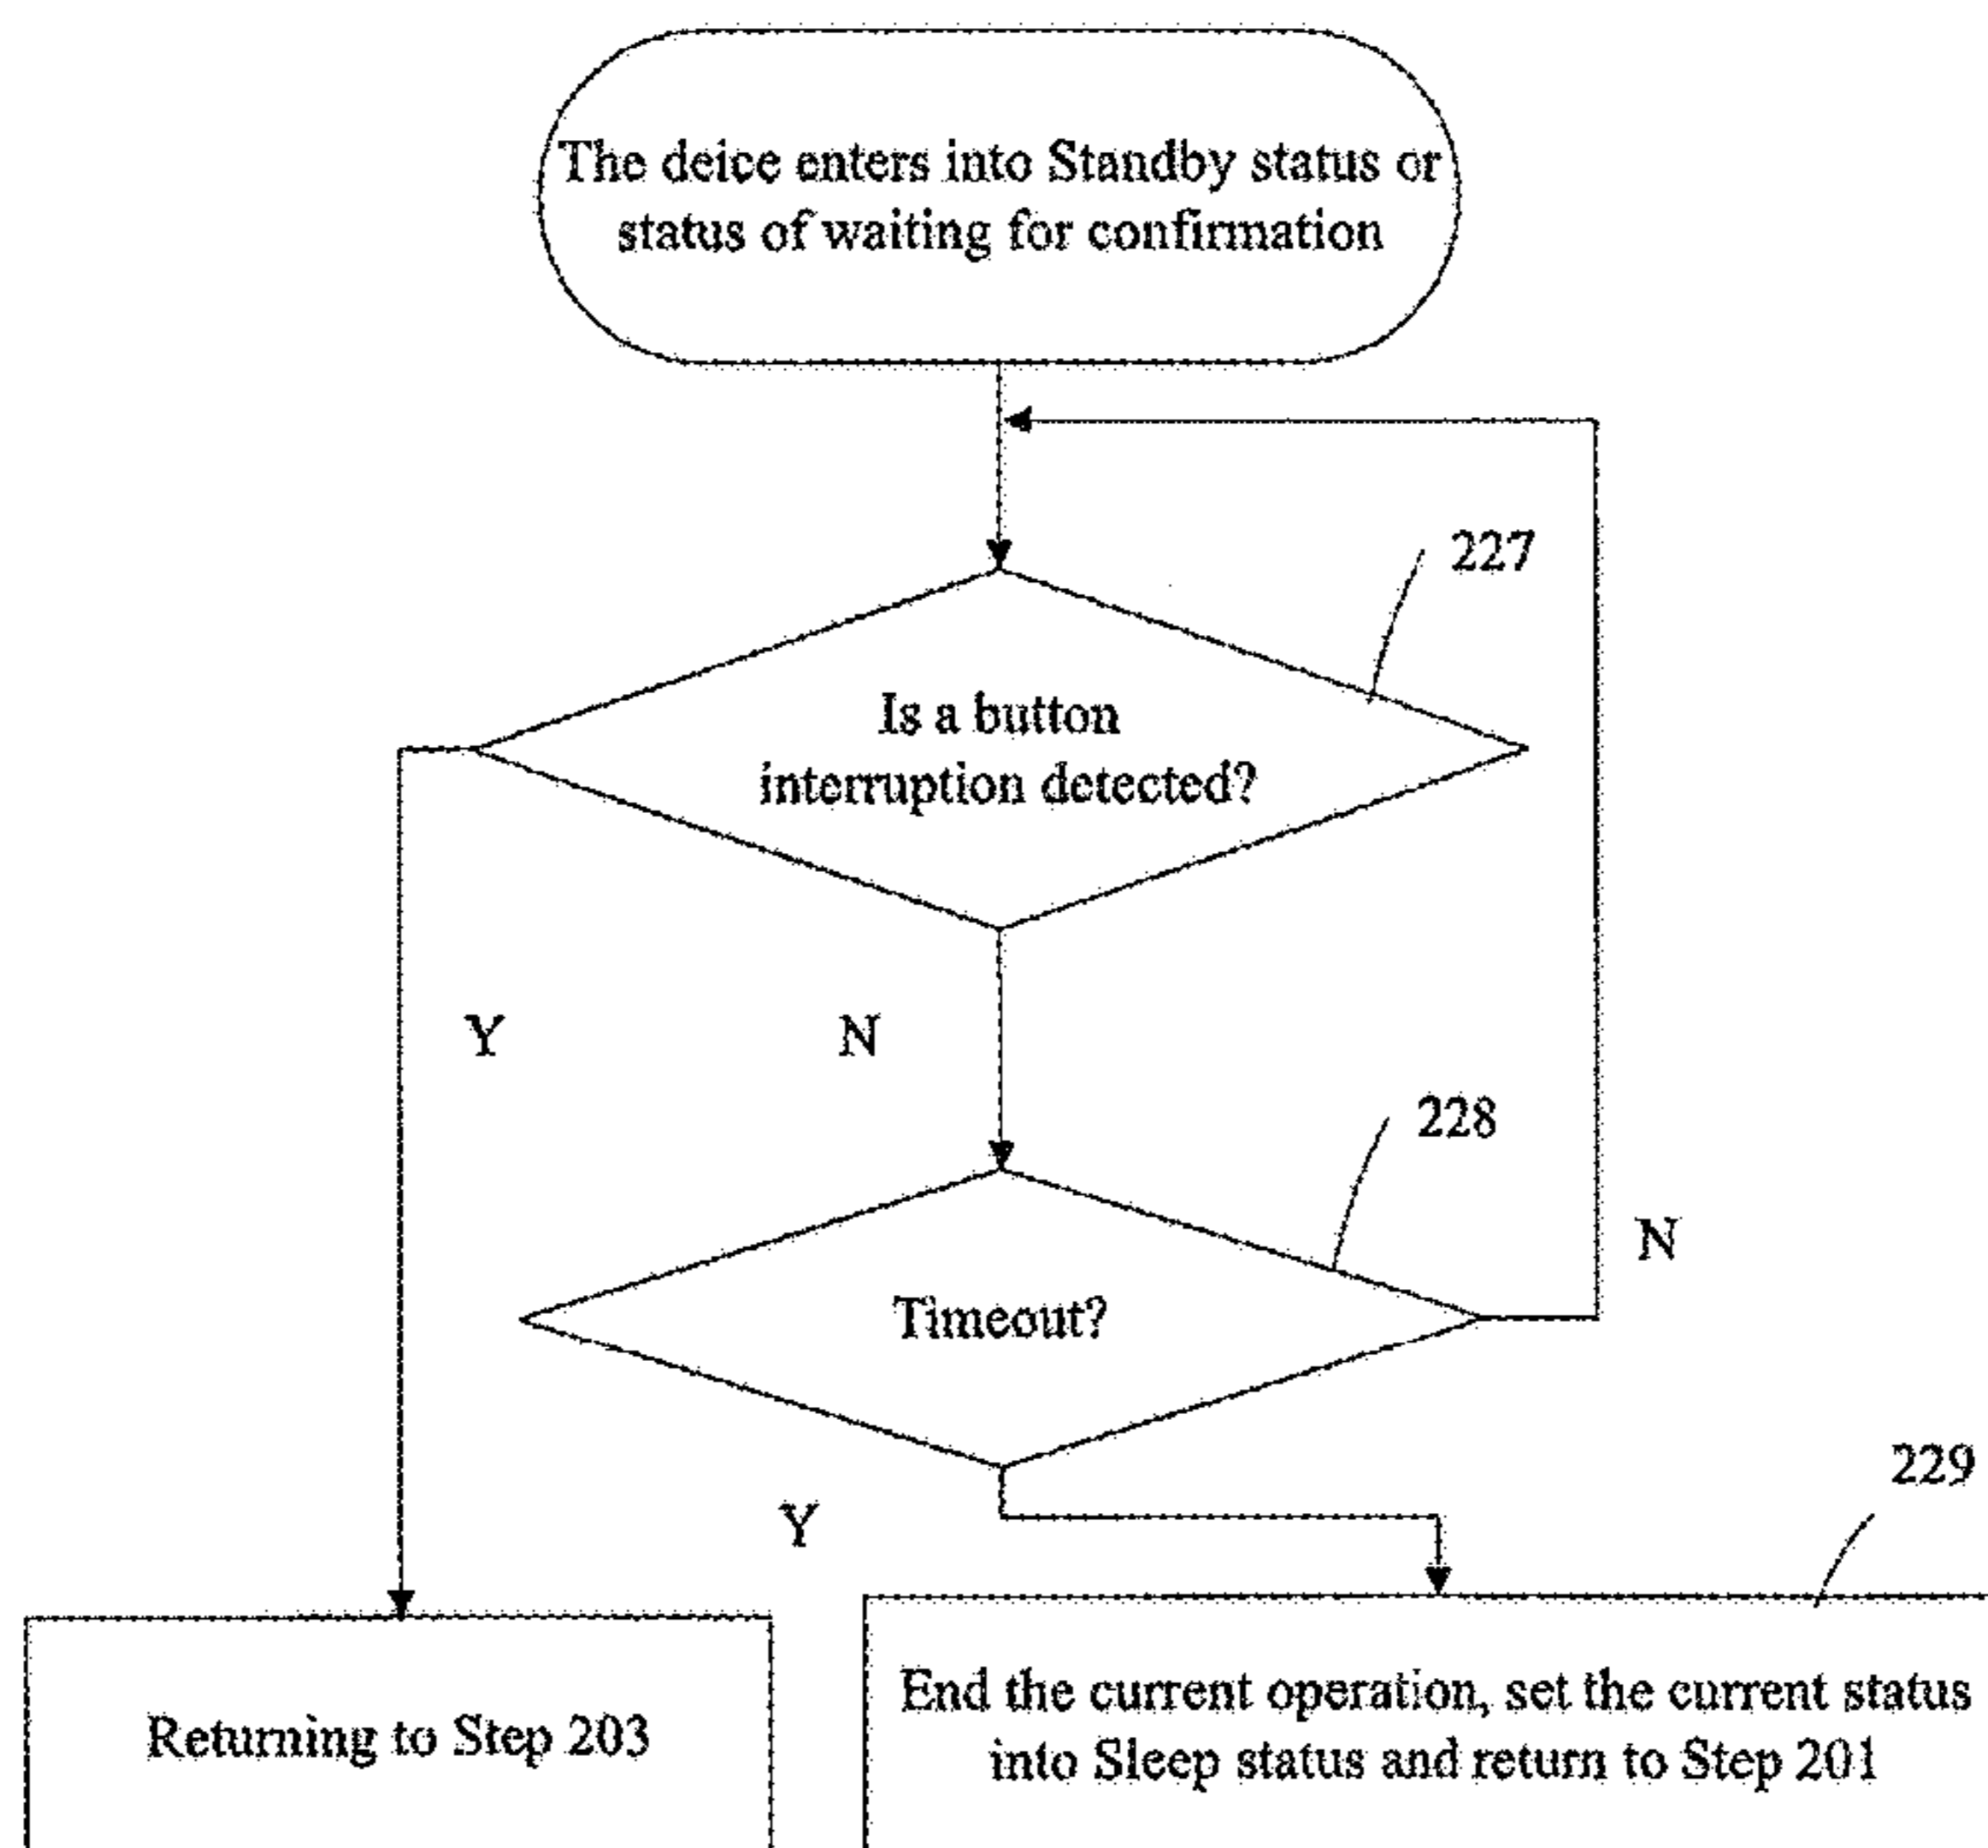 The deice enters into Standby status or
status of waiting for confirmation
227
Is a button
interruption detected?
Y
N
228
N
Timeout?
229
Y
Returning to Step 203
End the current operation, set the current status
into Sleep status and return to Step 201